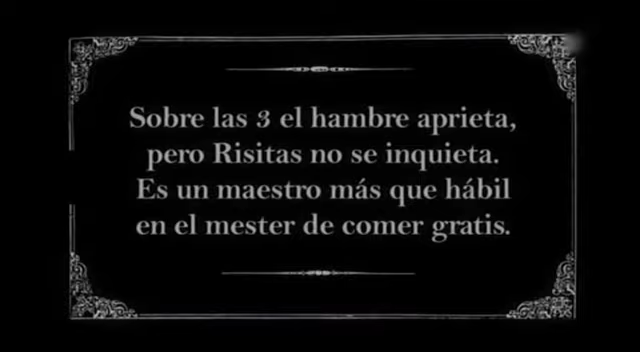 Sobre las 3 el hambre aprieta,
pero Risitas no se inquieta.
Es un maestro más que hábil
en el mester de comer gratis.